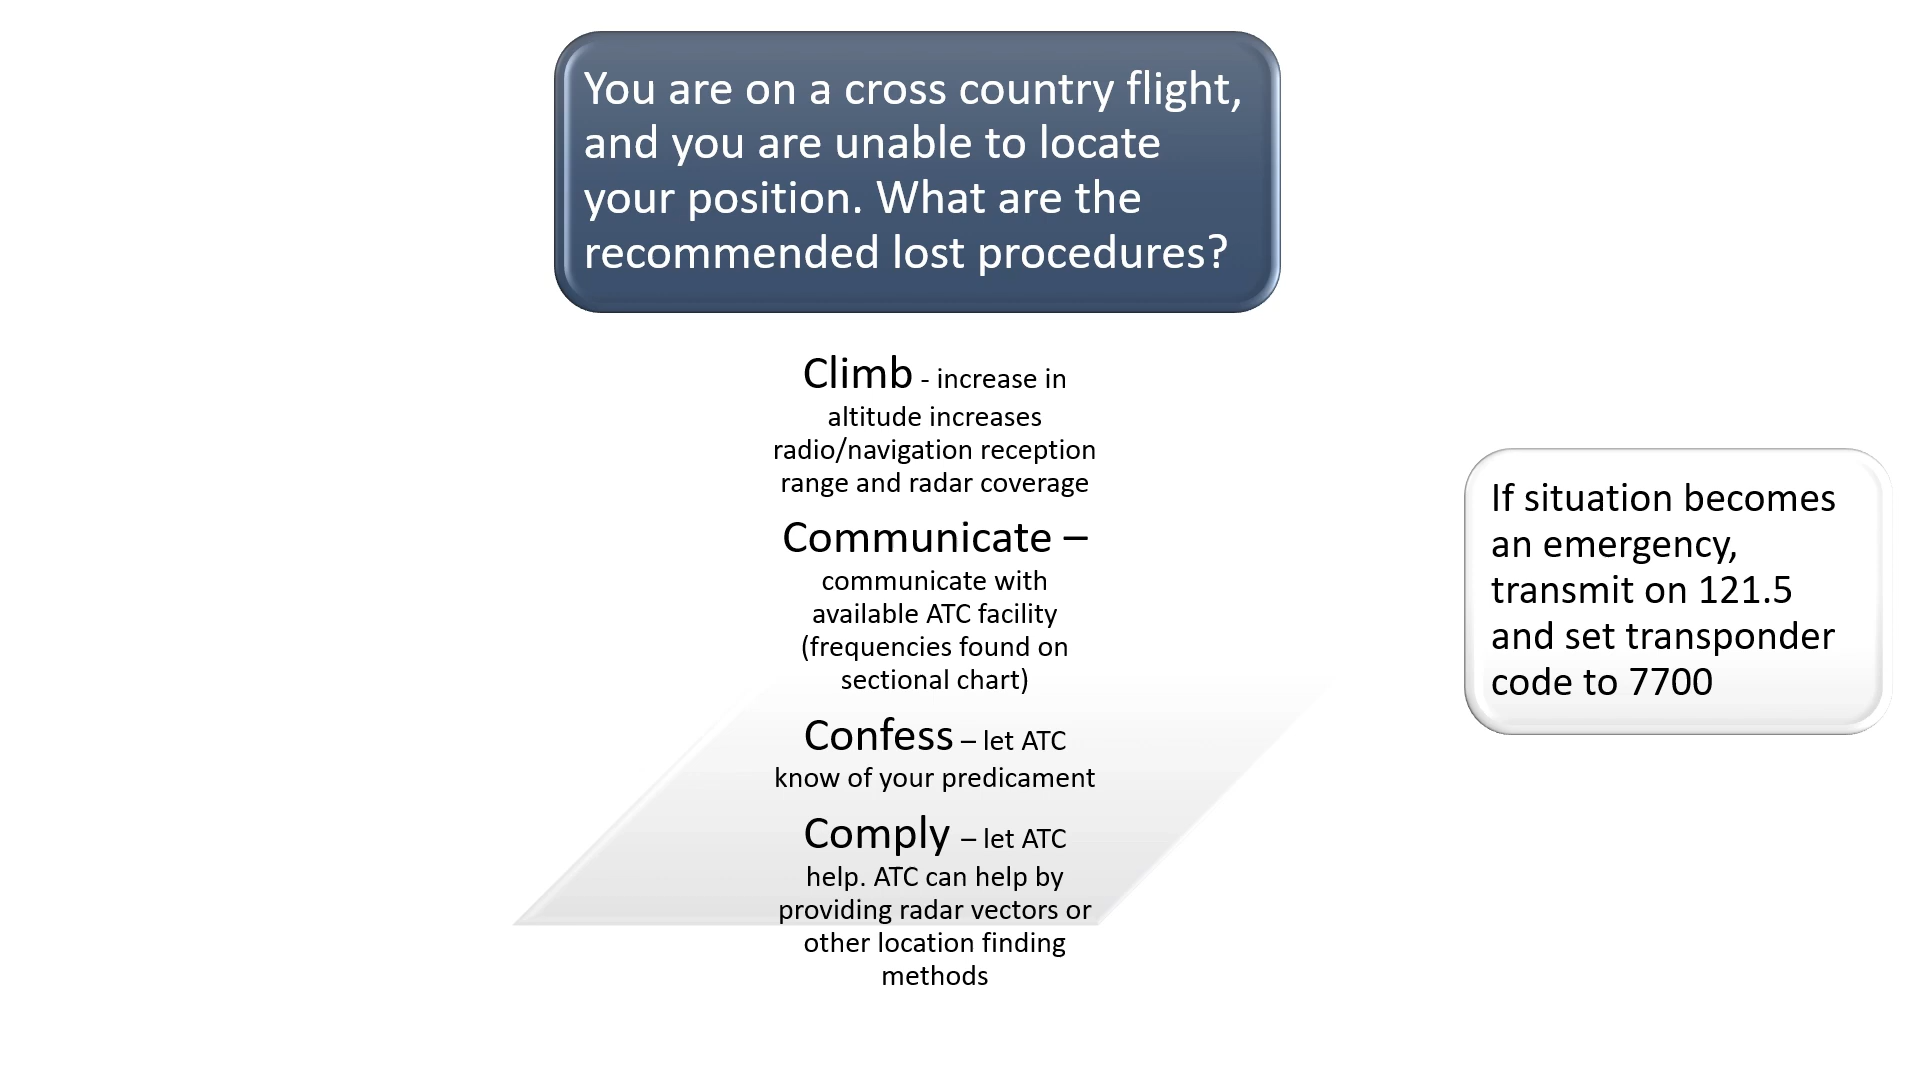 You are on a cross country flight,
and you are unable to locate
your position. What are the
recommended lost procedures?
Climb - increase in
altitude increases
radio/navigation reception
range and radar coverage
Communicate –
communicate with
available ATC facility
(frequencies found on
sectional chart)
Confess – let ATC
know of your predicament
Comply – let ATC
help. ATC can help by
providing radar vectors or
other location finding
methods
If situation becomes
an emergency,
transmit on 121.5
and set transponder
code to 7700